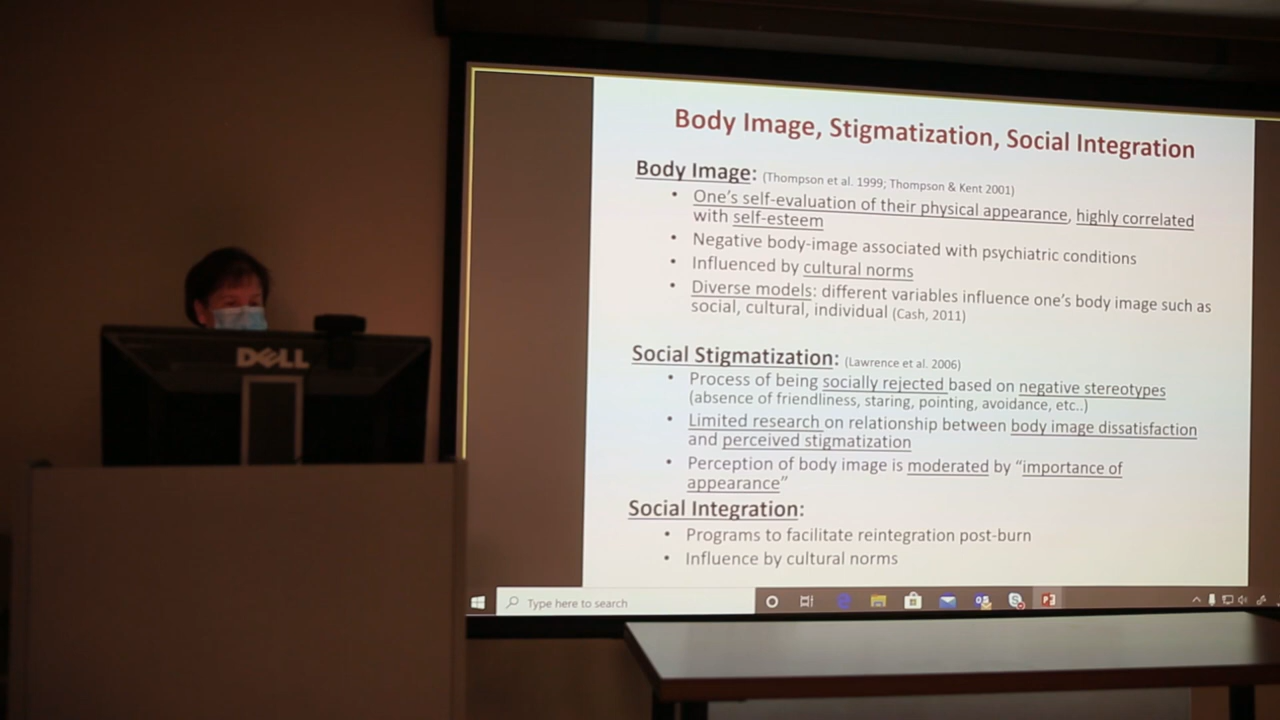 Body Image, Stigmatization, Social Integration
Body Image: (Thompson et al. 1999; Thompson & Kent 2001)
• One's self-evaluation of their physical appearance, highly correlated
with self-esteem
• Negative body-image associated with psychiatric conditions
• Influenced by cultural norms
• Diverse models: different variables influence one's body image such as
social, cultural, individual (Cash, 2011)
Social Stigmatization: (Lawrence et al. 2006)
• Process of being socially rejected based on negative stereotypes
(absence of friendliness, staring, pointing, avoidance, etc..)
• Limited research on relationship between body image dissatisfaction
and perceived stigmatization
• Perception of body image is moderated by “importance of
appearance”
Social Integration:
• Programs to facilitate reintegration post-burn
• Influence by cultural norms
Type here to search
DELL